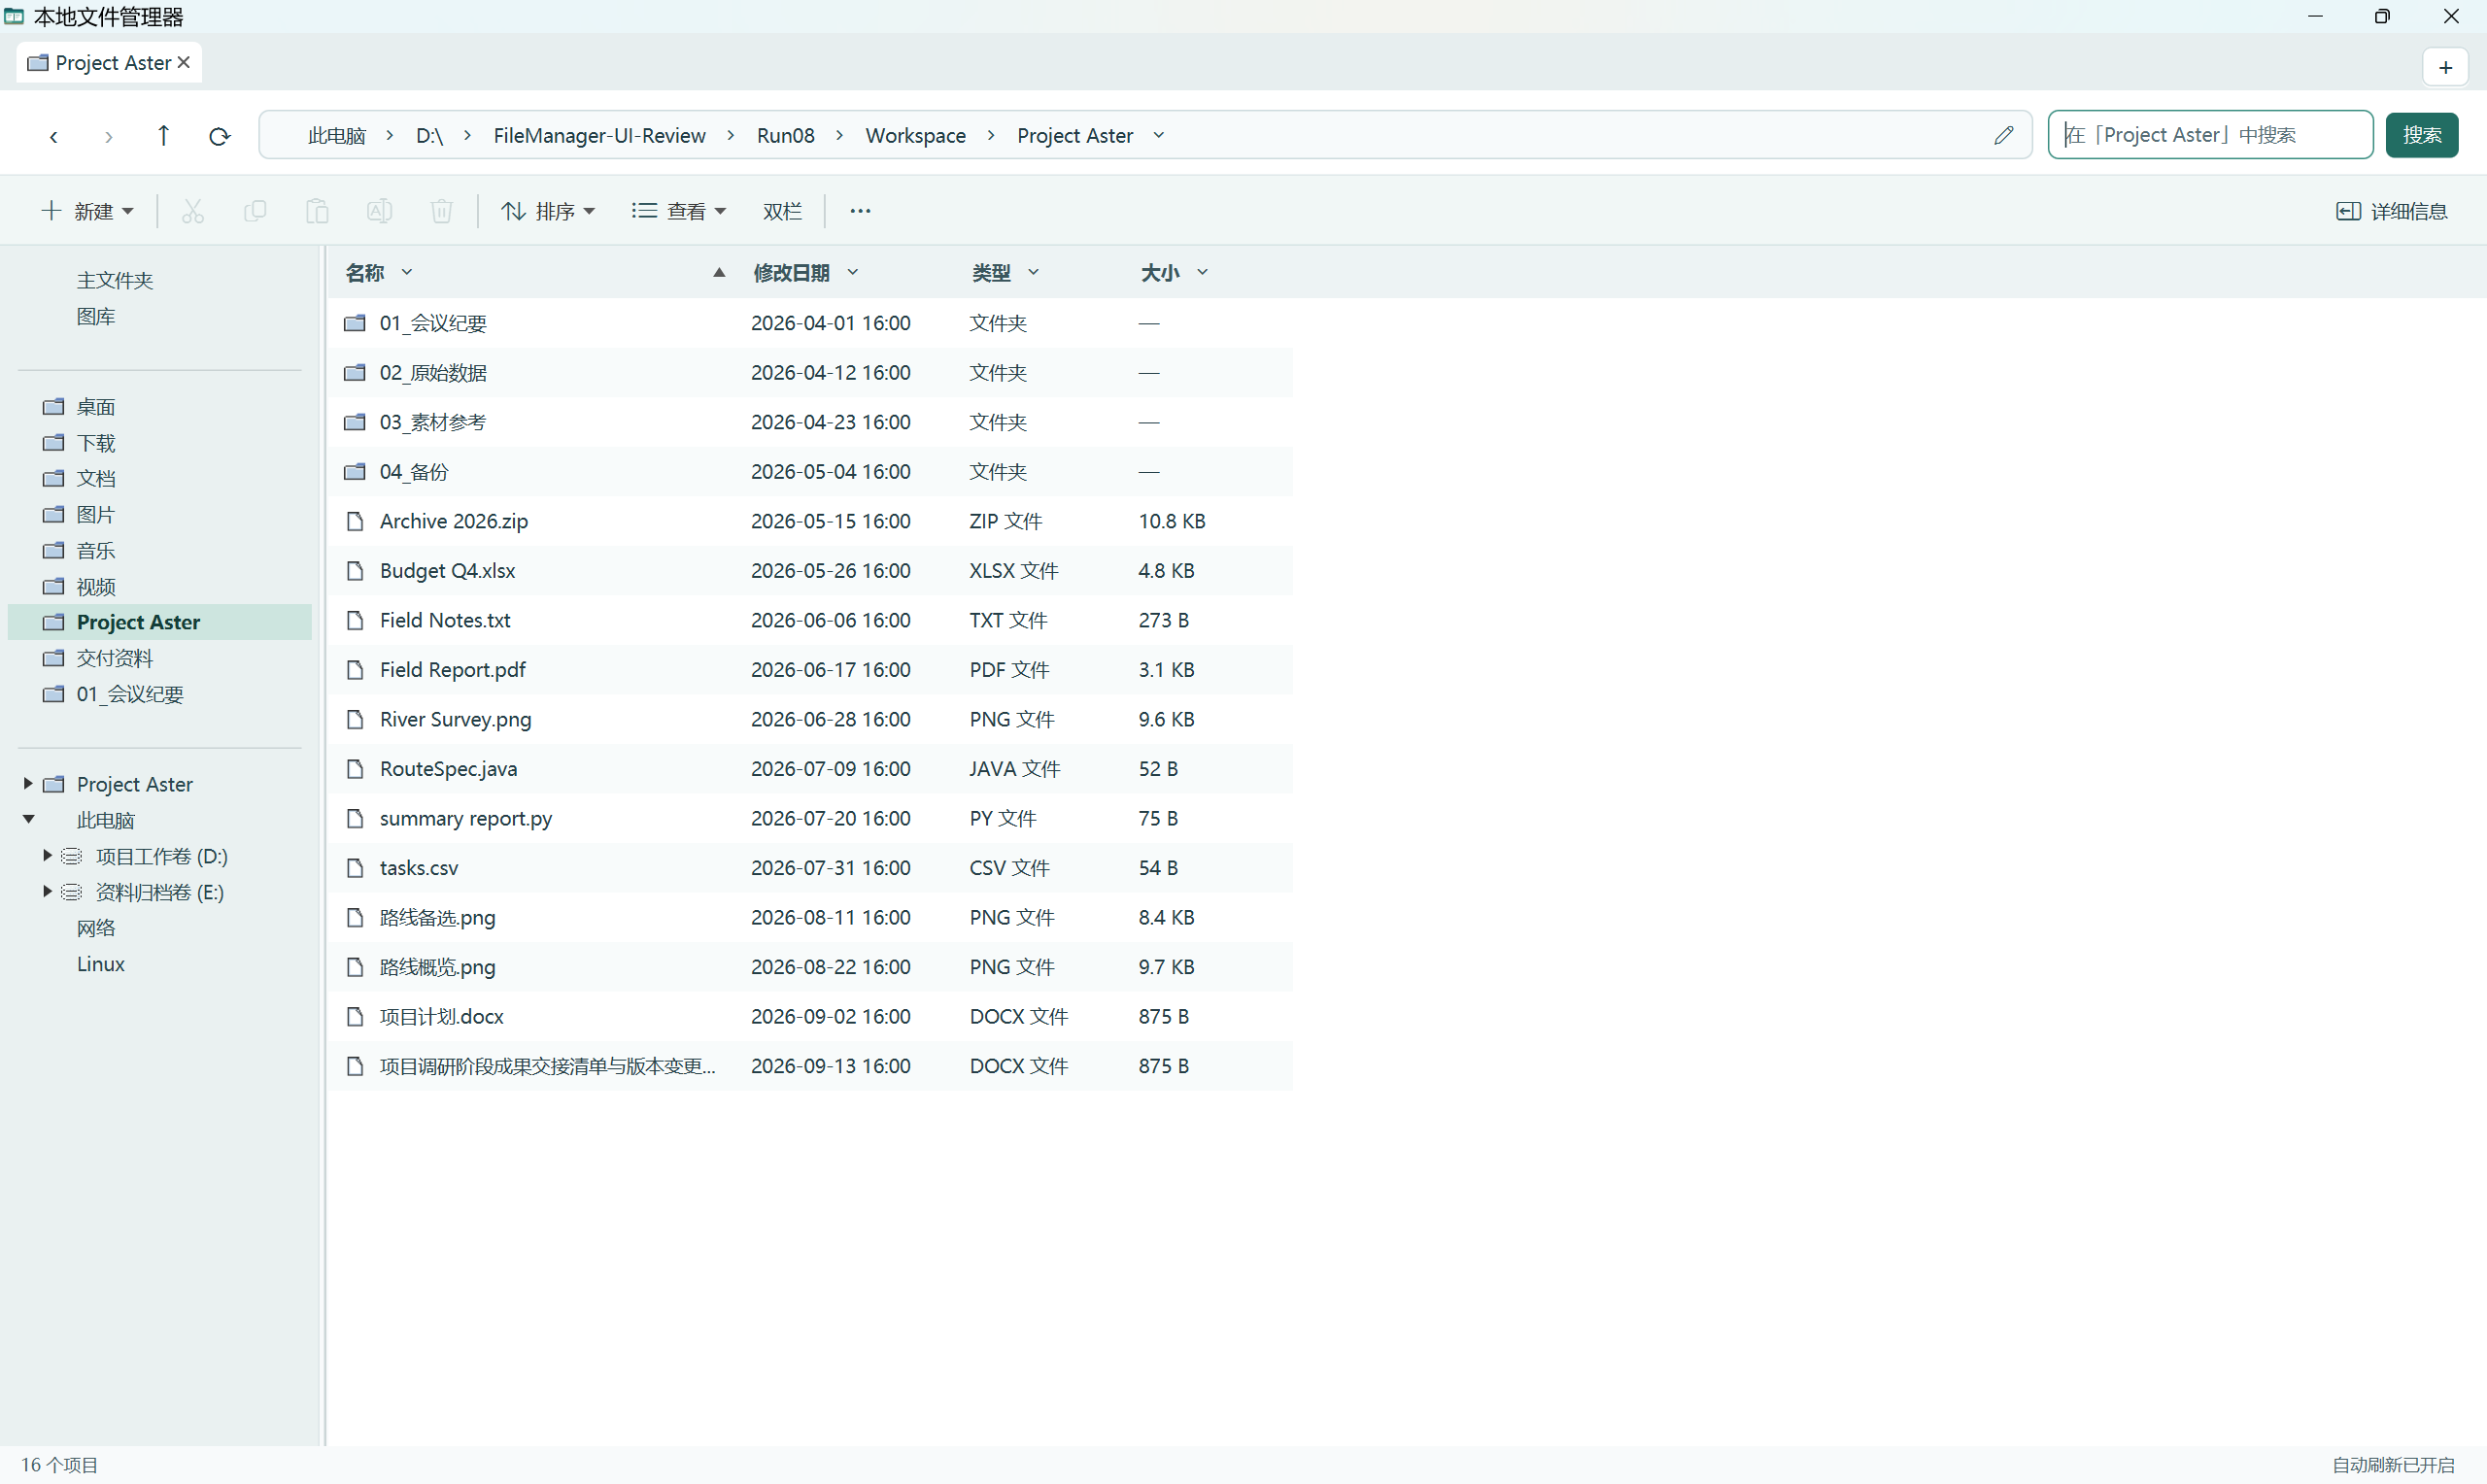 本地文件管理器
Project Aster
此电脑 › D:\ › FileManager-UI-Review › Run08 › Workspace › Project Aster
在「Project Aster」中搜索
搜索
新建
排序
查看
双栏
详细信息
主文件夹
图库
桌面
下载
文档
图片
音乐
视频
Project Aster
交付资料
01_会议纪要
Project Aster
此电脑
项目工作卷 (D:)
资料归档卷 (E:)
网络
Linux
名称 修改日期 类型 大小
01_会议纪要 2026-04-01 16:00 文件夹 —
02_原始数据 2026-04-12 16:00 文件夹 —
03_素材参考 2026-04-23 16:00 文件夹 —
04_备份 2026-05-04 16:00 文件夹 —
Archive 2026.zip 2026-05-15 16:00 ZIP 文件 10.8 KB
Budget Q4.xlsx 2026-05-26 16:00 XLSX 文件 4.8 KB
Field Notes.txt 2026-06-06 16:00 TXT 文件 273 B
Field Report.pdf 2026-06-17 16:00 PDF 文件 3.1 KB
River Survey.png 2026-06-28 16:00 PNG 文件 9.6 KB
RouteSpec.java 2026-07-09 16:00 JAVA 文件 52 B
summary report.py 2026-07-20 16:00 PY 文件 75 B
tasks.csv 2026-07-31 16:00 CSV 文件 54 B
路线备选.png 2026-08-11 16:00 PNG 文件 8.4 KB
路线概览.png 2026-08-22 16:00 PNG 文件 9.7 KB
项目计划.docx 2026-09-02 16:00 DOCX 文件 875 B
项目调研阶段成果交接清单与版本变更... 2026-09-13 16:00 DOCX 文件 875 B
16 个项目
自动刷新已开启